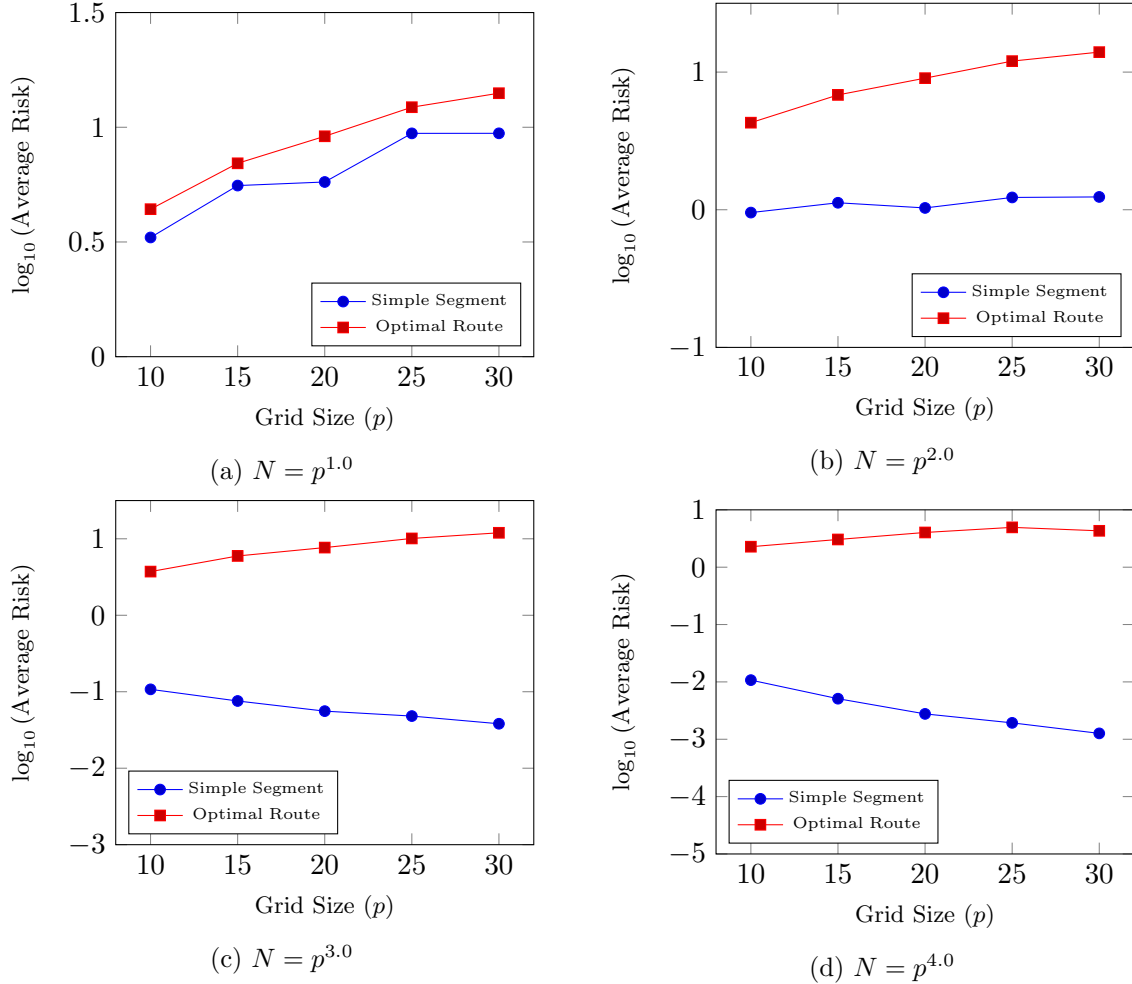 1.5
1
0.5
0
10 15 20 25 30
log₁₀(Average Risk)
Grid Size (p)
Simple Segment
Optimal Route
(a) N = p^{1.0}
1
0
−1
10 15 20 25 30
log₁₀(Average Risk)
Grid Size (p)
Simple Segment
Optimal Route
(b) N = p^{2.0}
1
0
−1
−2
−3
10 15 20 25 30
log₁₀(Average Risk)
Grid Size (p)
Simple Segment
Optimal Route
(c) N = p^{3.0}
1
0
−1
−2
−3
−4
−5
10 15 20 25 30
log₁₀(Average Risk)
Grid Size (p)
Simple Segment
Optimal Route
(d) N = p^{4.0}